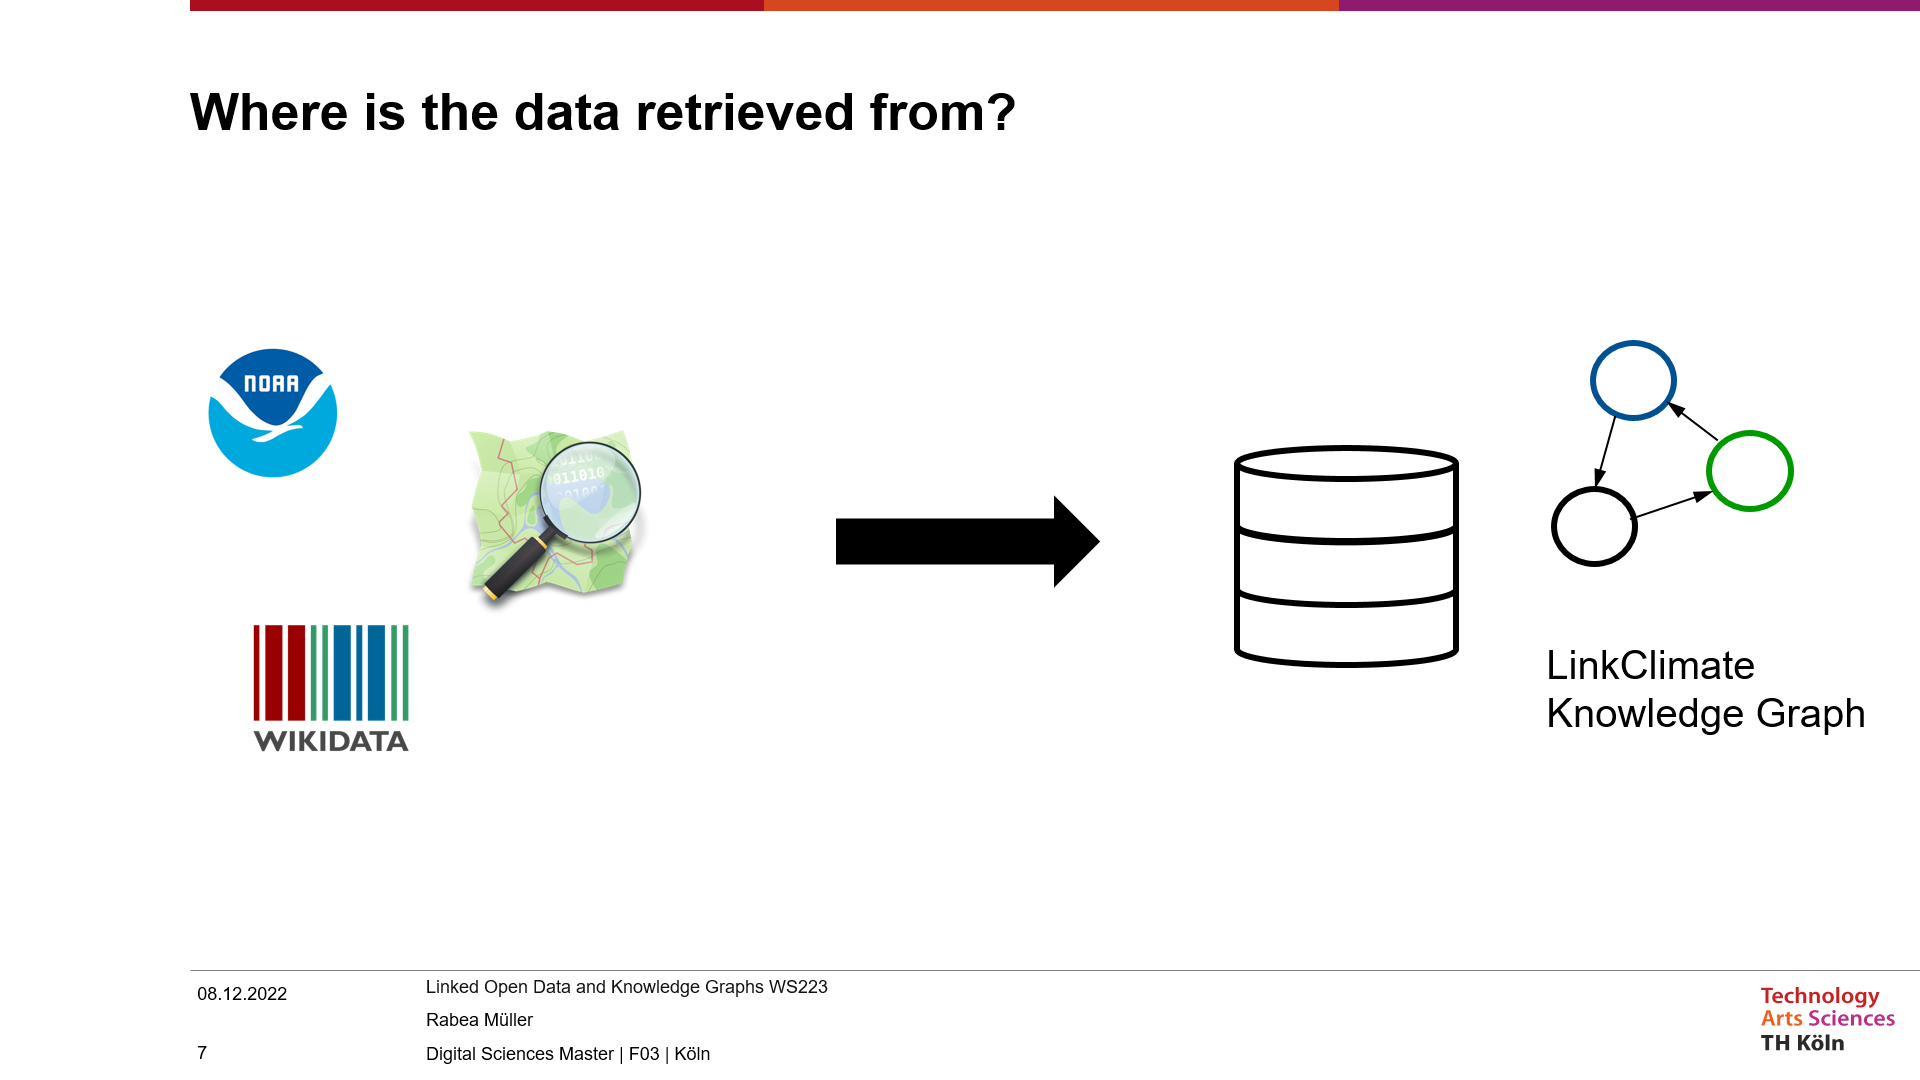 Where is the data retrieved from?
NOAA
011010
WIKIDATA
LinkClimate
Knowledge Graph
08.12.2022
Linked Open Data and Knowledge Graphs WS223
Rabea Müller
7
Digital Sciences Master | F03 | Köln
Technology
Arts Sciences
TH Köln